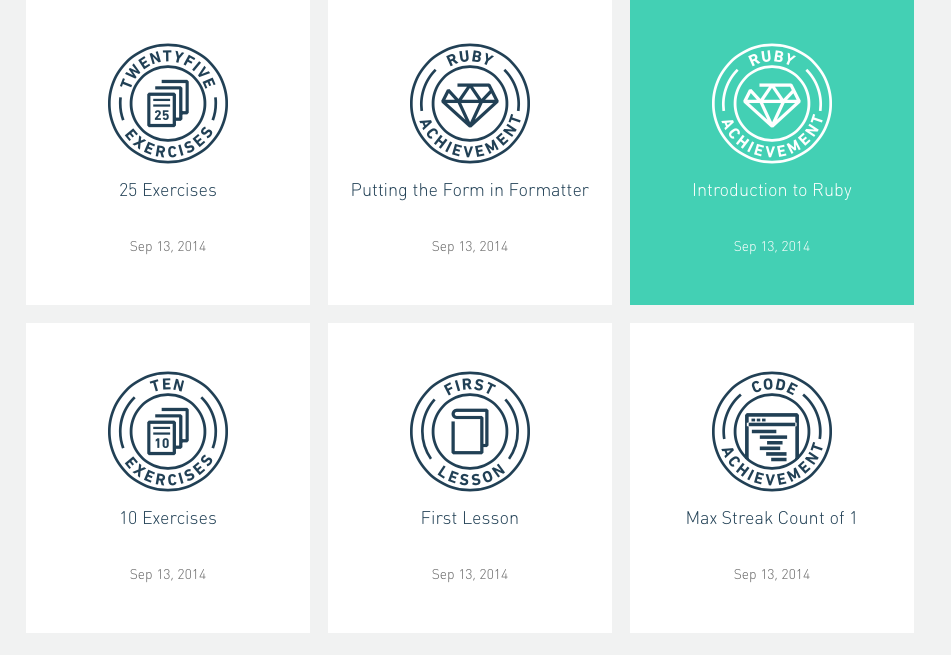 TWENTYFIVE
25
EXERCISES
25 Exercises
Sep 13, 2014
RUBY
ACHIEVEMENT
Putting the Form in Formatter
Sep 13, 2014
RUBY
ACHIEVEMENT
Introduction to Ruby
Sep 13, 2014
TEN
10
EXERCISES
10 Exercises
Sep 13, 2014
FIRST
LESSON
First Lesson
Sep 13, 2014
CODE
ACHIEVEMENT
Max Streak Count of 1
Sep 13, 2014